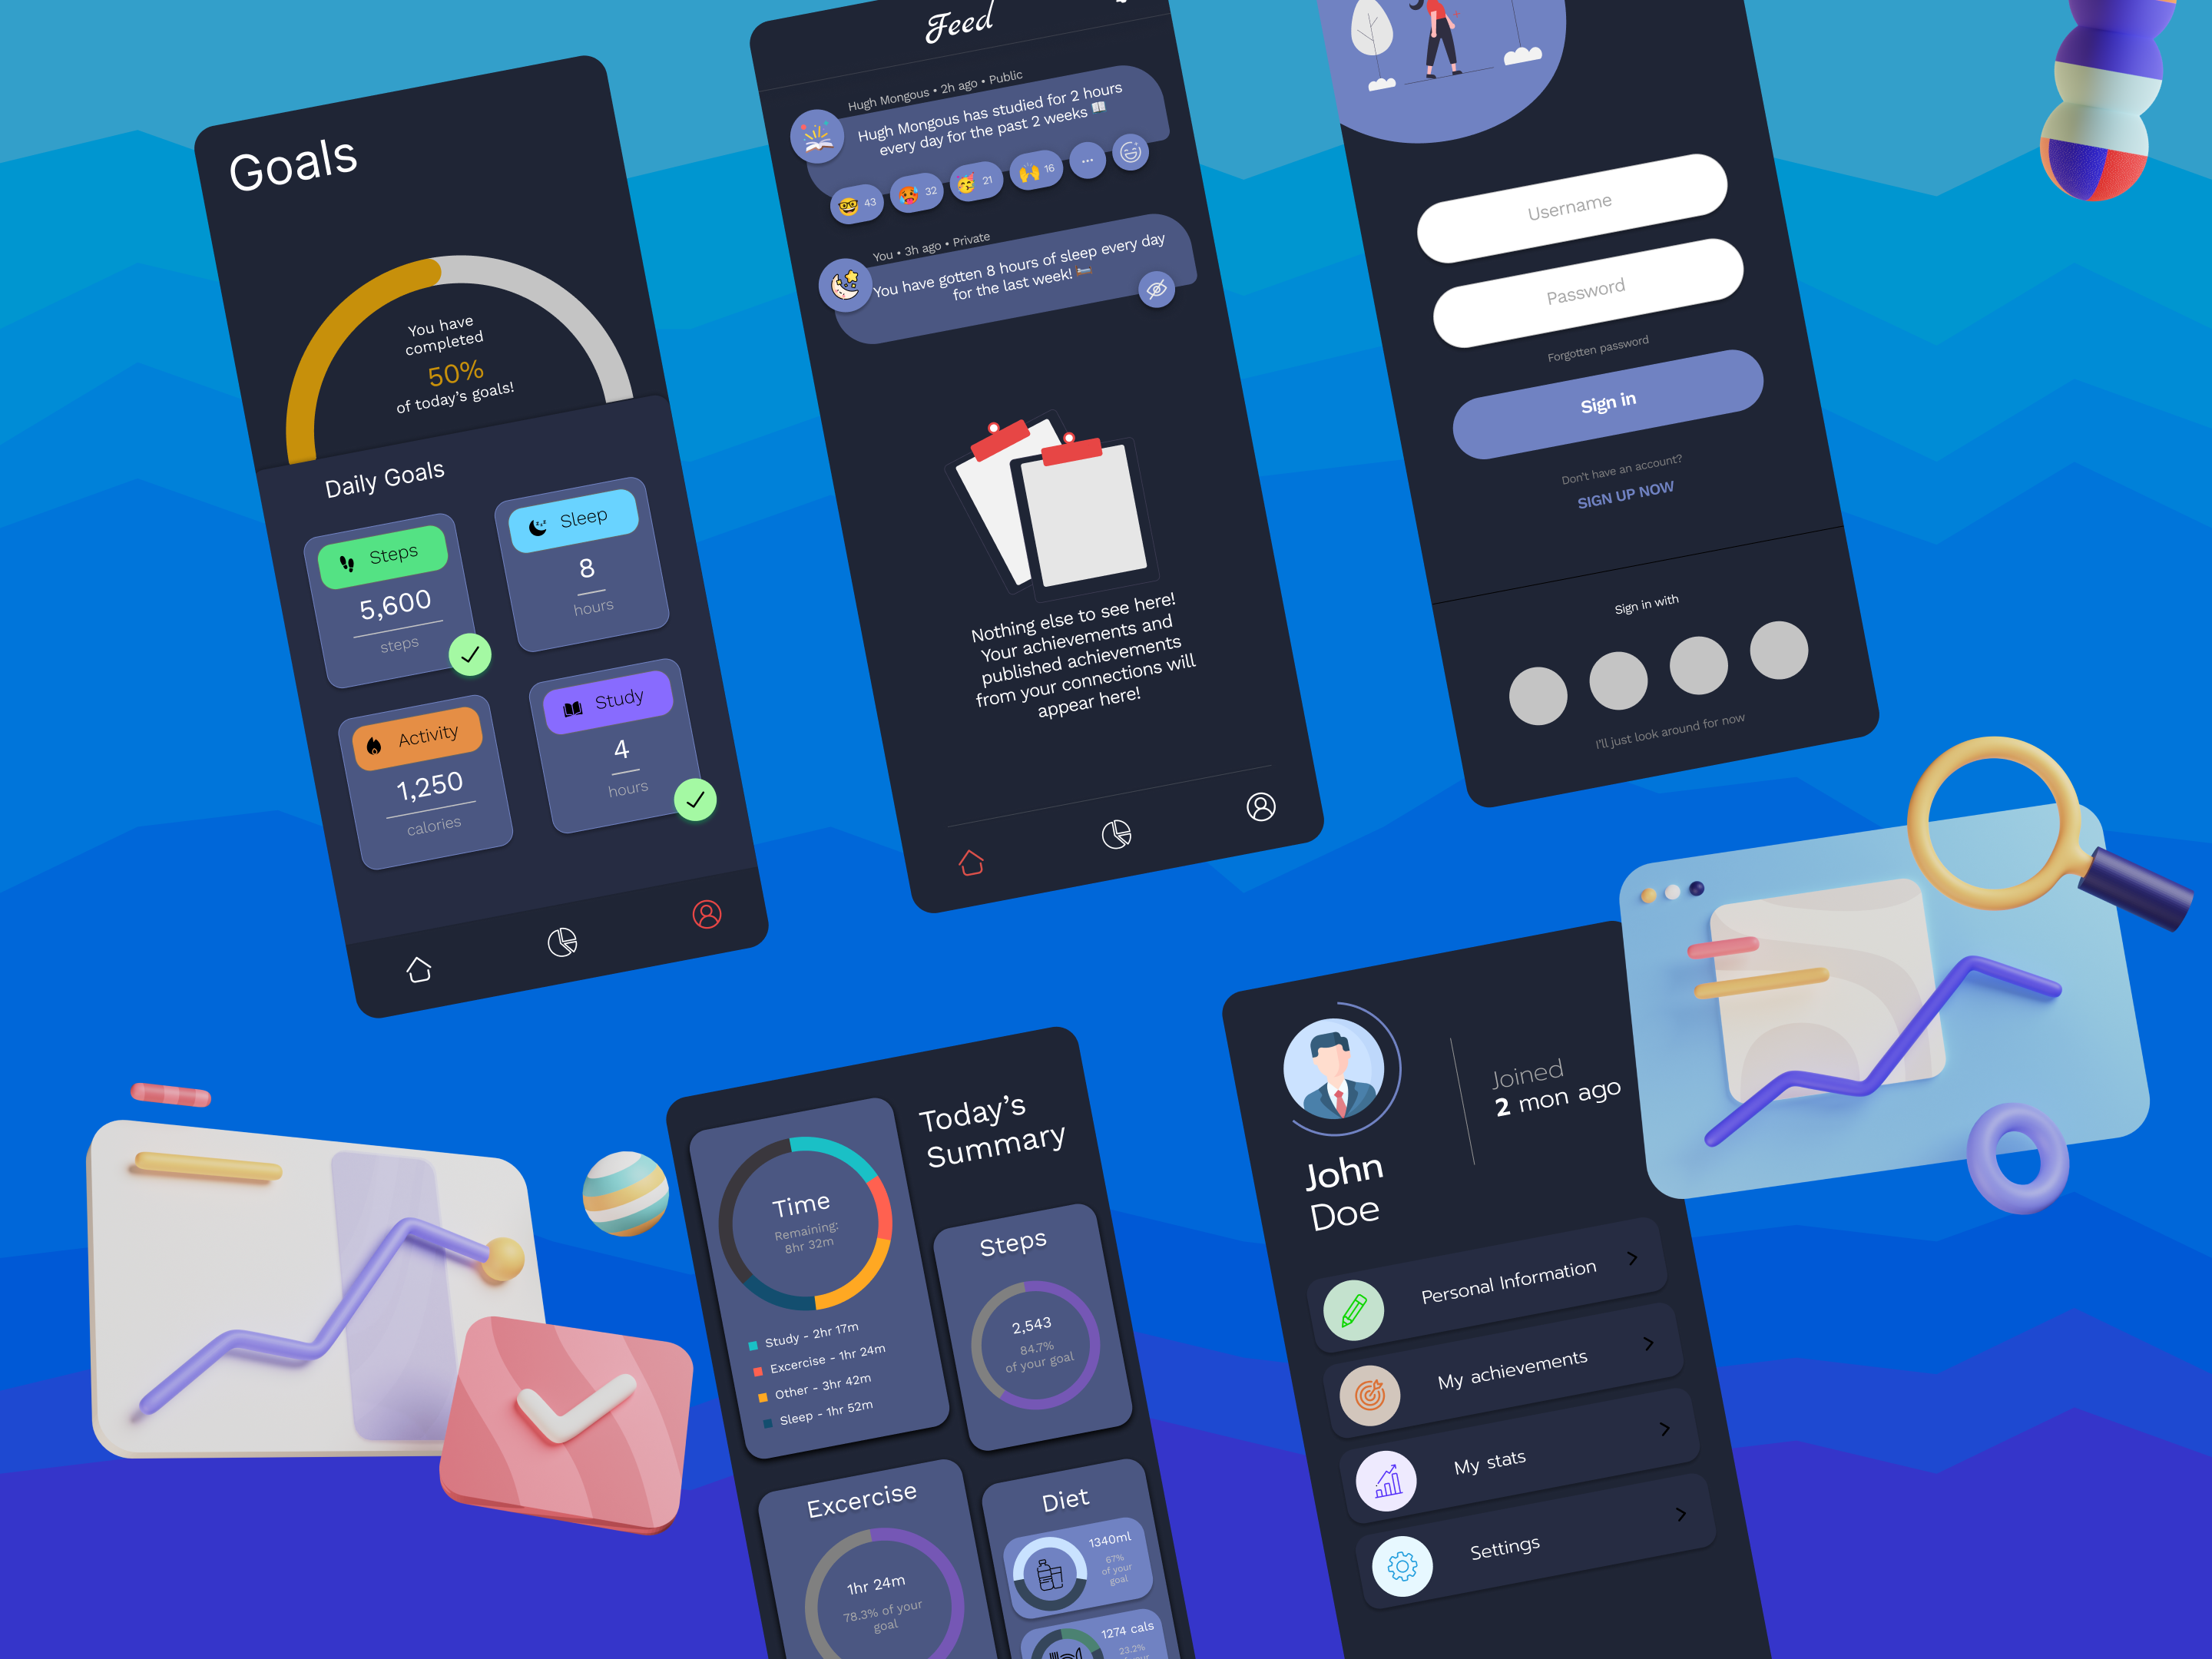 Goals
You have
completed
50%
of today's goals!
Daily Goals
Steps
5,600
steps
Sleep
8
hours
Activity
1,250
calories
Study
4
hours
Feed
Hugh Mongous • 2h ago • Public
Hugh Mongous has studied for 2 hours
every day for the past 2 weeks
43
32
21
16
You • 3h ago • Private
You have gotten 8 hours of sleep every day
for the last week!
Nothing else to see here!
Your achievements and
published achievements
from your connections will
appear here!
Username
Password
Forgotten password
Sign in
Don't have an account?
SIGN UP NOW
Sign in with
I'll just look around for now
Today's
Summary
Time
Remaining:
8hr 32m
Study - 2hr 17m
Excercise - 1hr 24m
Other - 3hr 42m
Sleep - 1hr 52m
Steps
2,543
84.7%
of your goal
Excercise
1hr 24m
78.3% of your
goal
Diet
1340ml
67%
of your
goal
1274 cals
23.2%
Joined
2 mon ago
John
Doe
Personal Information
My achievements
My stats
Settings